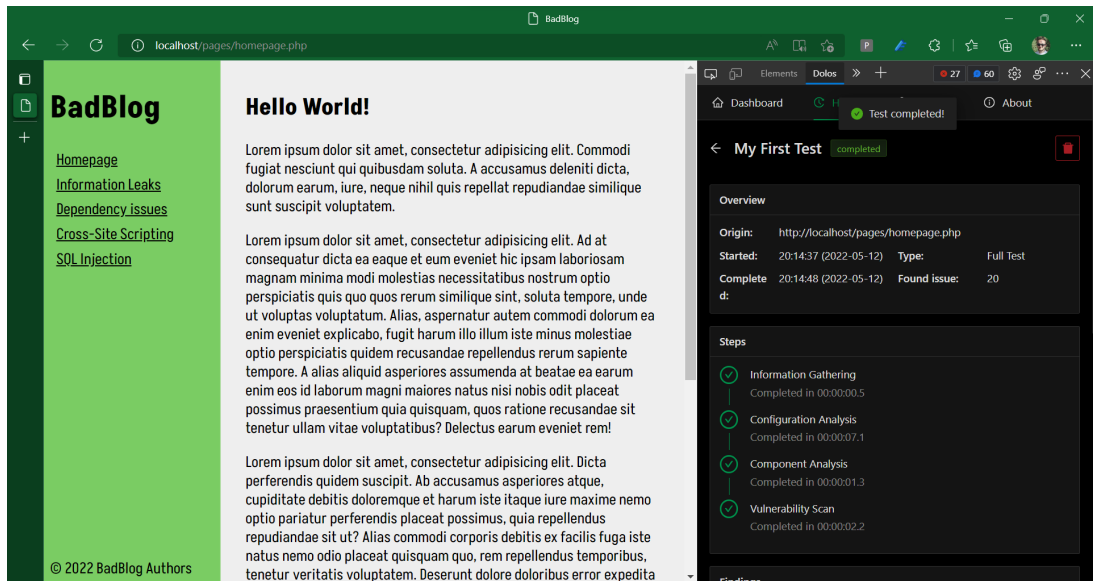 BadBlog
localhost/pages/homepage.php
BadBlog
Homepage
Information Leaks
Dependency issues
Cross-Site Scripting
SQL Injection
© 2022 BadBlog Authors
Hello World!
Lorem ipsum dolor sit amet, consectetur adipisicing elit. Commodi
fugiat nesciunt qui quibusdam soluta. A accusamus deleniti dicta,
dolorum earum, iure, neque nihil quis repellat repudiandae similique
sunt suscipit voluptatem.
Lorem ipsum dolor sit amet, consectetur adipisicing elit. Ad at
consequatur dicta ea eaque et eum eveniet hic ipsam laboriosam
magnam minima modi molestias necessitatibus nostrum optio
perspiciatis quis quo quos rerum similique sint, soluta tempore, unde
ut voluptas voluptatum. Alias, aspernatur autem commodi dolorum ea
enim eveniet explicabo, fugit harum illo illum iste minus molestiae
optio perspiciatis quidem recusandae repellendus rerum sapiente
tempore. A alias aliquid asperiores assumenda at beatae ea earum
enim eos id laborum magni maiores natus nisi nobis odit placeat
possimus praesentium quia quisquam, quos ratione recusandae sit
tenetur ullam vitae voluptatibus? Delectus earum eveniet rem!
Lorem ipsum dolor sit amet, consectetur adipisicing elit. Dicta
perferendis quidem suscipit. Ab accusamus asperiores atque,
cupiditate debitis doloremque et harum iste itaque iure maxime nemo
optio pariatur perferendis placeat possimus, quia repellendus
repudiandae sit ut? Alias commodi corporis debitis ex facilis fuga iste
natus nemo odio placeat quisquam quo, rem repellendus temporibus,
tenetur veritatis voluptatum. Deserunt dolore doloribus error expedita
Elements Dolos 27 60
Dashboard H About
Test completed!
My First Test completed
Overview
Origin: http://localhost/pages/homepage.php
Started: 20:14:37 (2022-05-12) Type: Full Test
Complete 20:14:48 (2022-05-12) Found issue: 20
d:
Steps
Information Gathering
Completed in 00:00:00.5
Configuration Analysis
Completed in 00:00:07.1
Component Analysis
Completed in 00:00:01.3
Vulnerability Scan
Completed in 00:00:02.2
Findings